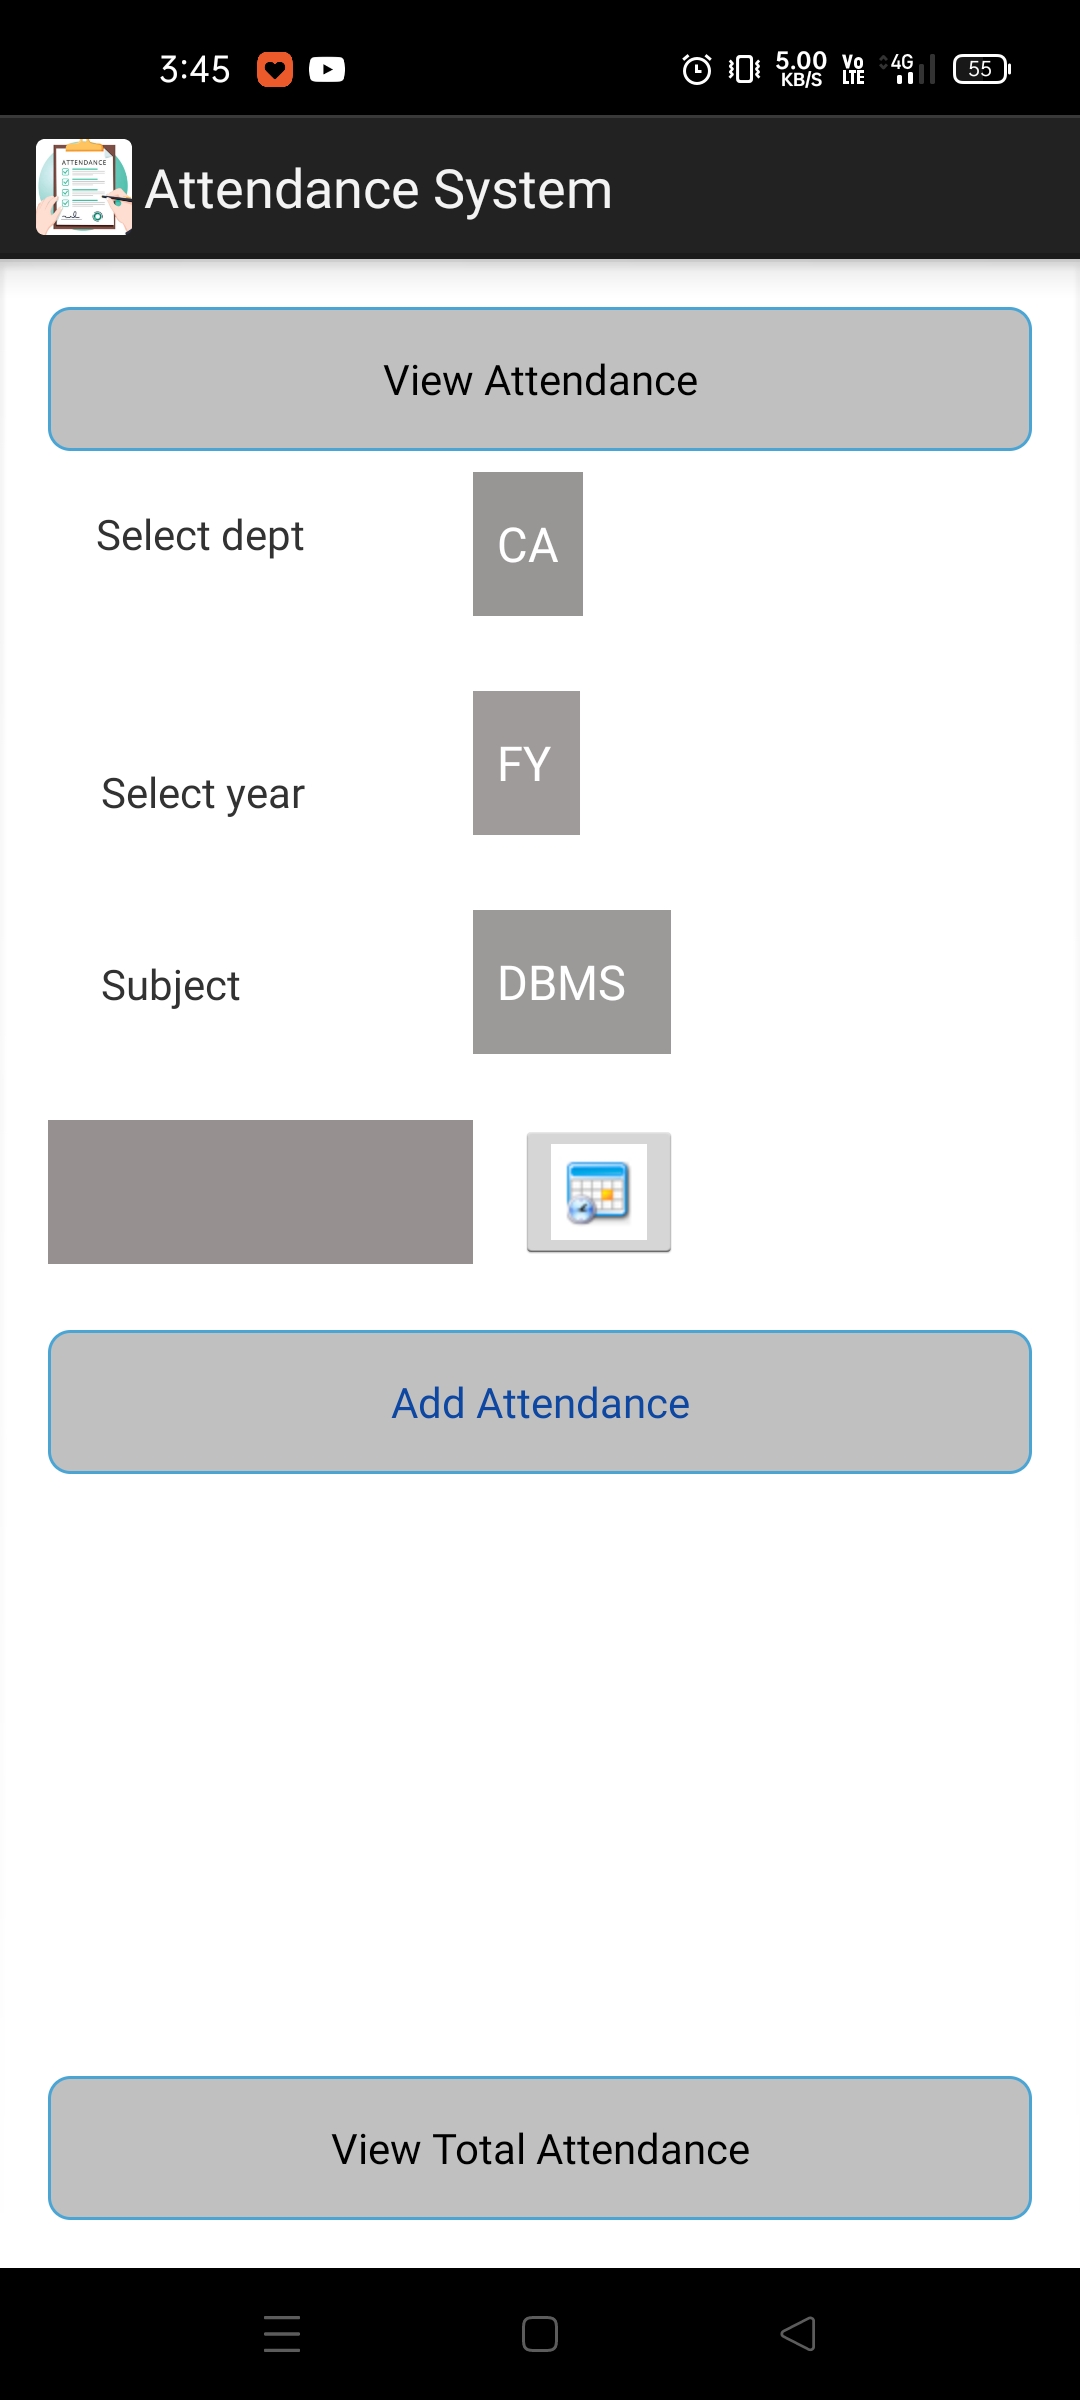 3:45
5.00
KB/S
Vo
LTE
4G
55
ATTENDANCE
Attendance System
View Attendance
Select dept
CA
FY
Select year
Subject
DBMS
Add Attendance
View Total Attendance